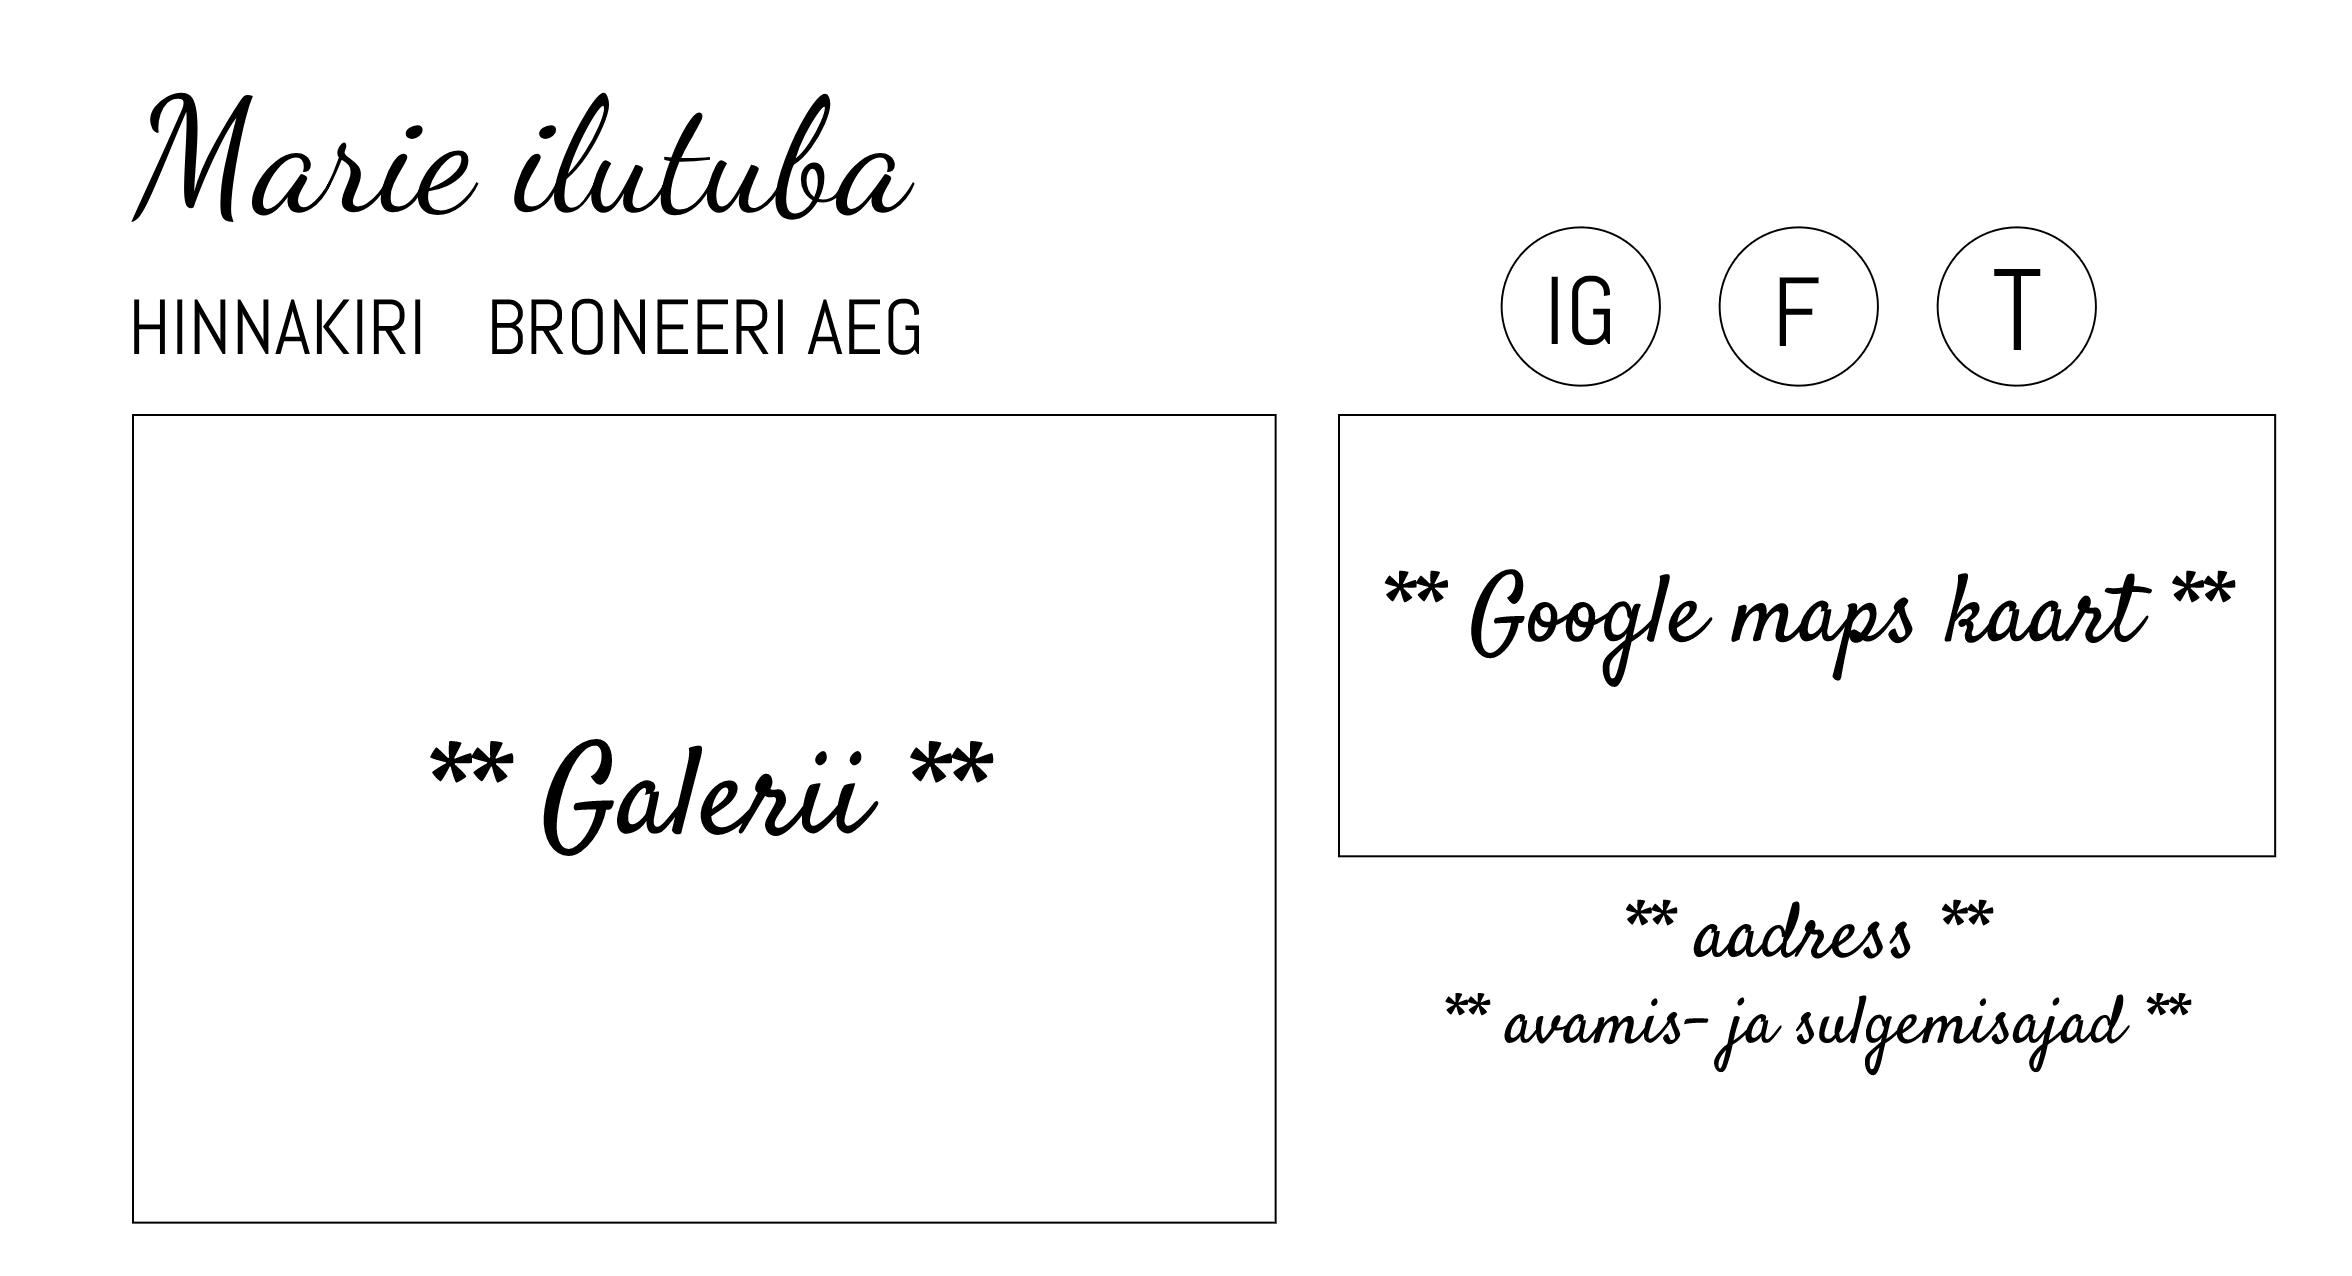 Marie ilutuba
HINNAKIRI BRONEERI AEG
IG F T
** Galerii **
** Google maps kaart **
** aadress **
** avamis- ja sulgemisajad **